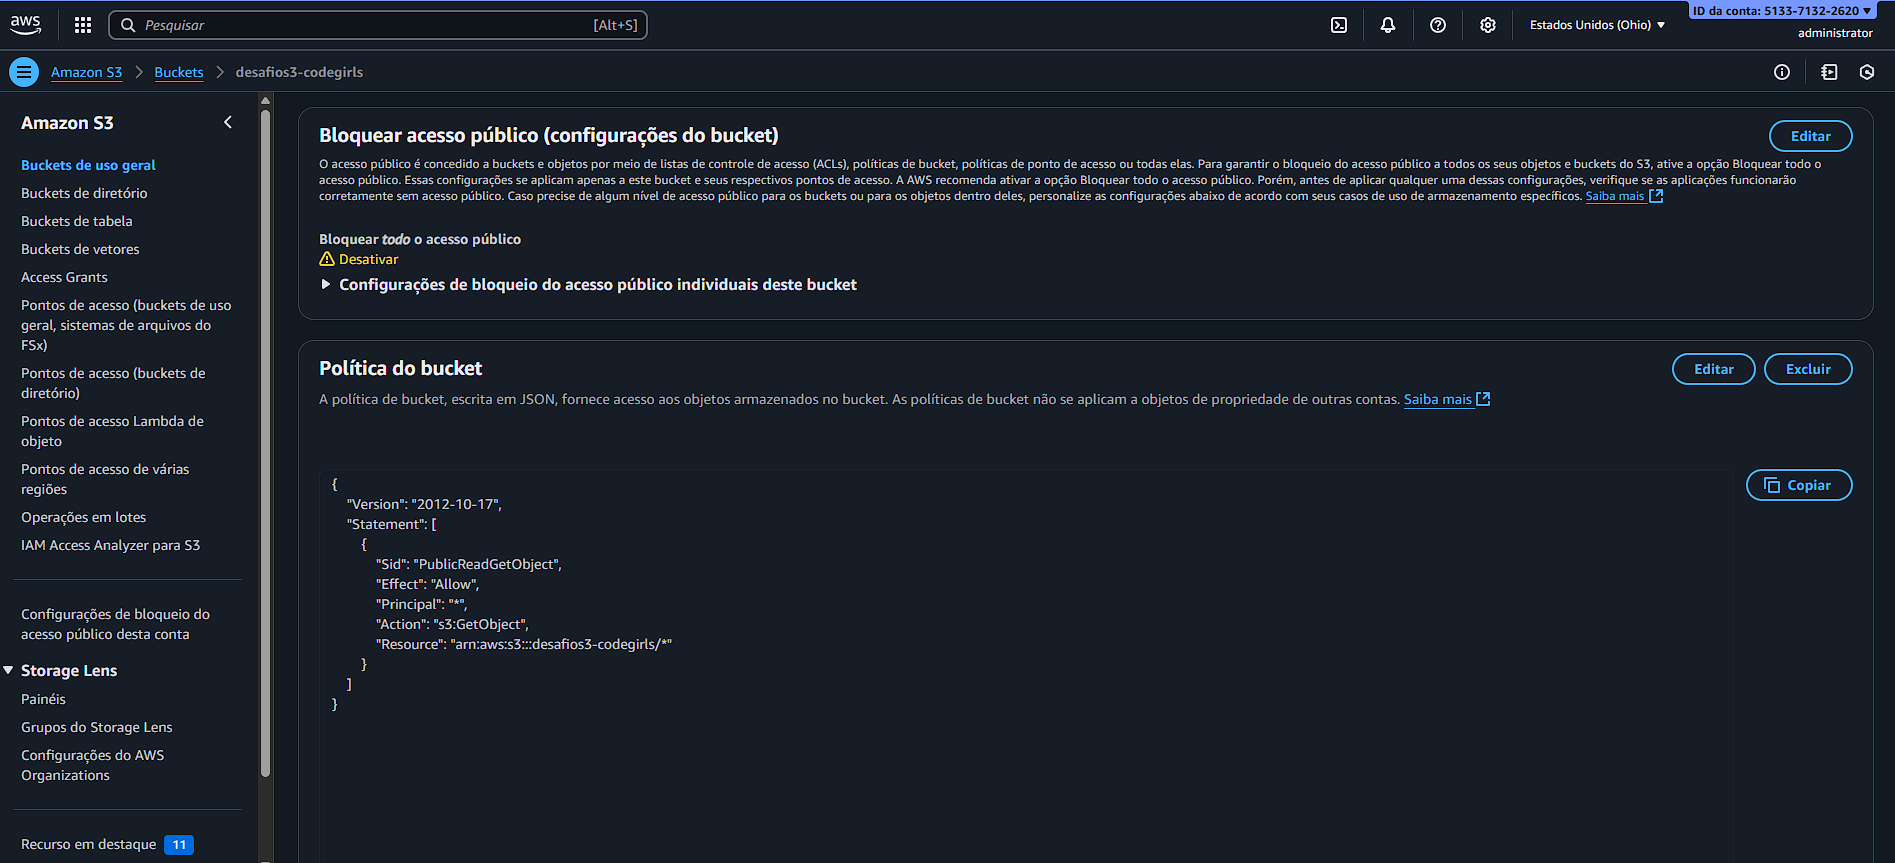 aws
Pesquisar
[Alt+S]
Estados Unidos (Ohio)
ID da conta: 5133-7132-2620
administrator
Amazon S3
Buckets
desafios3-codegirls
Amazon S3
Buckets de uso geral
Buckets de diretório
Buckets de tabela
Buckets de vetores
Access Grants
Pontos de acesso (buckets de uso
geral, sistemas de arquivos do
FSx)
Pontos de acesso (buckets de
diretório)
Pontos de acesso Lambda de
objeto
Pontos de acesso de várias
regiões
Operações em lotes
IAM Access Analyzer para S3
Configurações de bloqueio do
acesso público desta conta
Storage Lens
Painéis
Grupos do Storage Lens
Configurações do AWS
Organizations
Recurso em destaque 11
Bloquear acesso público (configurações do bucket)
Editar
O acesso público é concedido a buckets e objetos por meio de listas de controle de acesso (ACLs), políticas de bucket, políticas de ponto de acesso ou todas elas. Para garantir o bloqueio do acesso público a todos os seus objetos e buckets do S3, ative a opção Bloquear todo o
acesso público. Essas configurações se aplicam apenas a este bucket e seus respectivos pontos de acesso. A AWS recomenda ativar a opção Bloquear todo o acesso público. Porém, antes de aplicar qualquer uma dessas configurações, verifique se as aplicações funcionarão
corretamente sem acesso público. Caso precise de algum nível de acesso público para os buckets ou para os objetos dentro deles, personalize as configurações abaixo de acordo com seus casos de uso de armazenamento específicos. Saiba mais
Bloquear todo o acesso público
Desativar
Configurações de bloqueio do acesso público individuais deste bucket
Política do bucket
Editar
Excluir
A política de bucket, escrita em JSON, fornece acesso aos objetos armazenados no bucket. As políticas de bucket não se aplicam a objetos de propriedade de outras contas. Saiba mais
Copiar
{
"Version": "2012-10-17",
"Statement": [
{
"Sid": "PublicReadGetObject",
"Effect": "Allow",
"Principal": "*",
"Action": "s3:GetObject",
"Resource": "arn:aws:s3:::desafios3-codegirls/*"
}
]
}